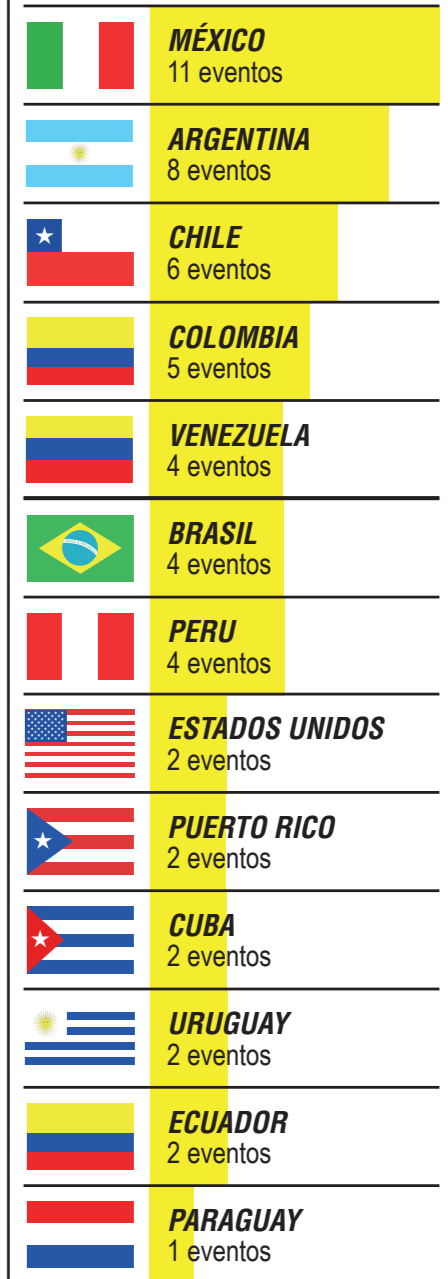 MÉXICO
11 eventos
ARGENTINA
8 eventos
CHILE
6 eventos
COLOMBIA
5 eventos
VENEZUELA
4 eventos
BRASIL
4 eventos
PERU
4 eventos
ESTADOS UNIDOS
2 eventos
PUERTO RICO
2 eventos
CUBA
2 eventos
URUGUAY
2 eventos
ECUADOR
2 eventos
PARAGUAY
1 eventos